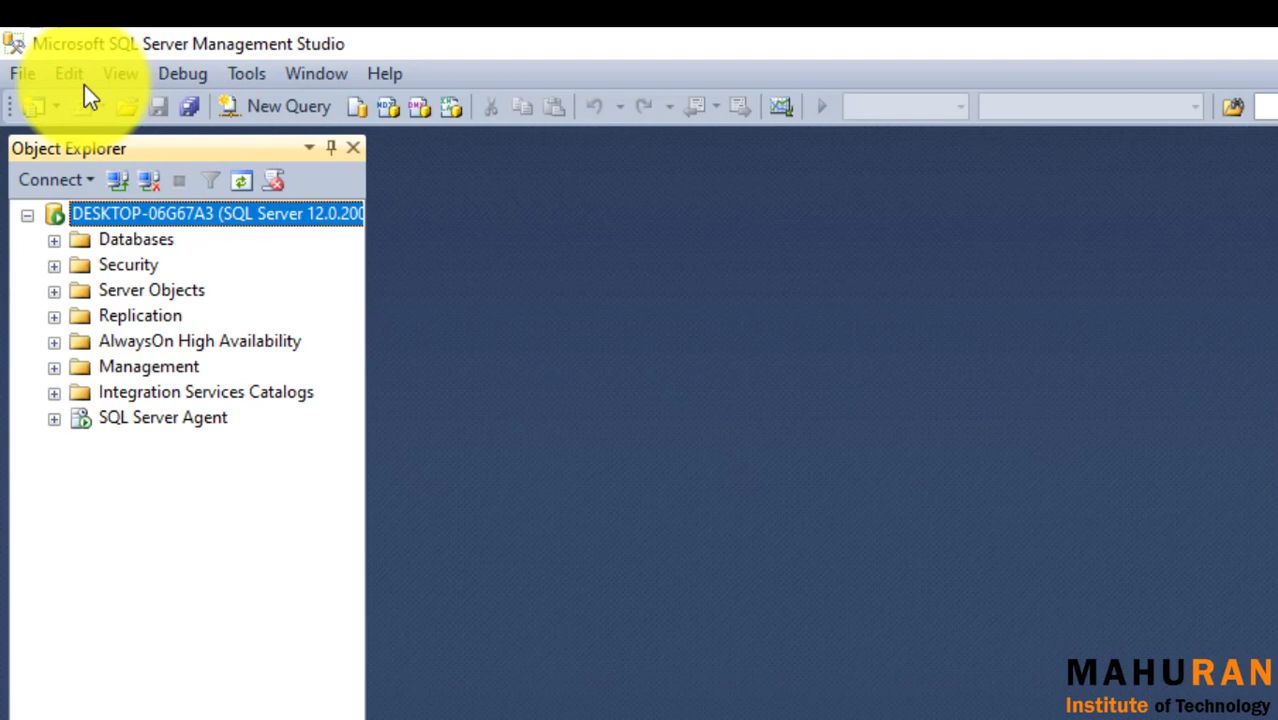 Microsoft SQL Server Management Studio
File Edit View Debug Tools Window Help
New Query
Object Explorer
Connect
DESKTOP-06G67A3 (SQL Server 12.0.200
Databases
Security
Server Objects
Replication
AlwaysOn High Availability
Management
Integration Services Catalogs
SQL Server Agent
MAHURAN
Institute of Technology